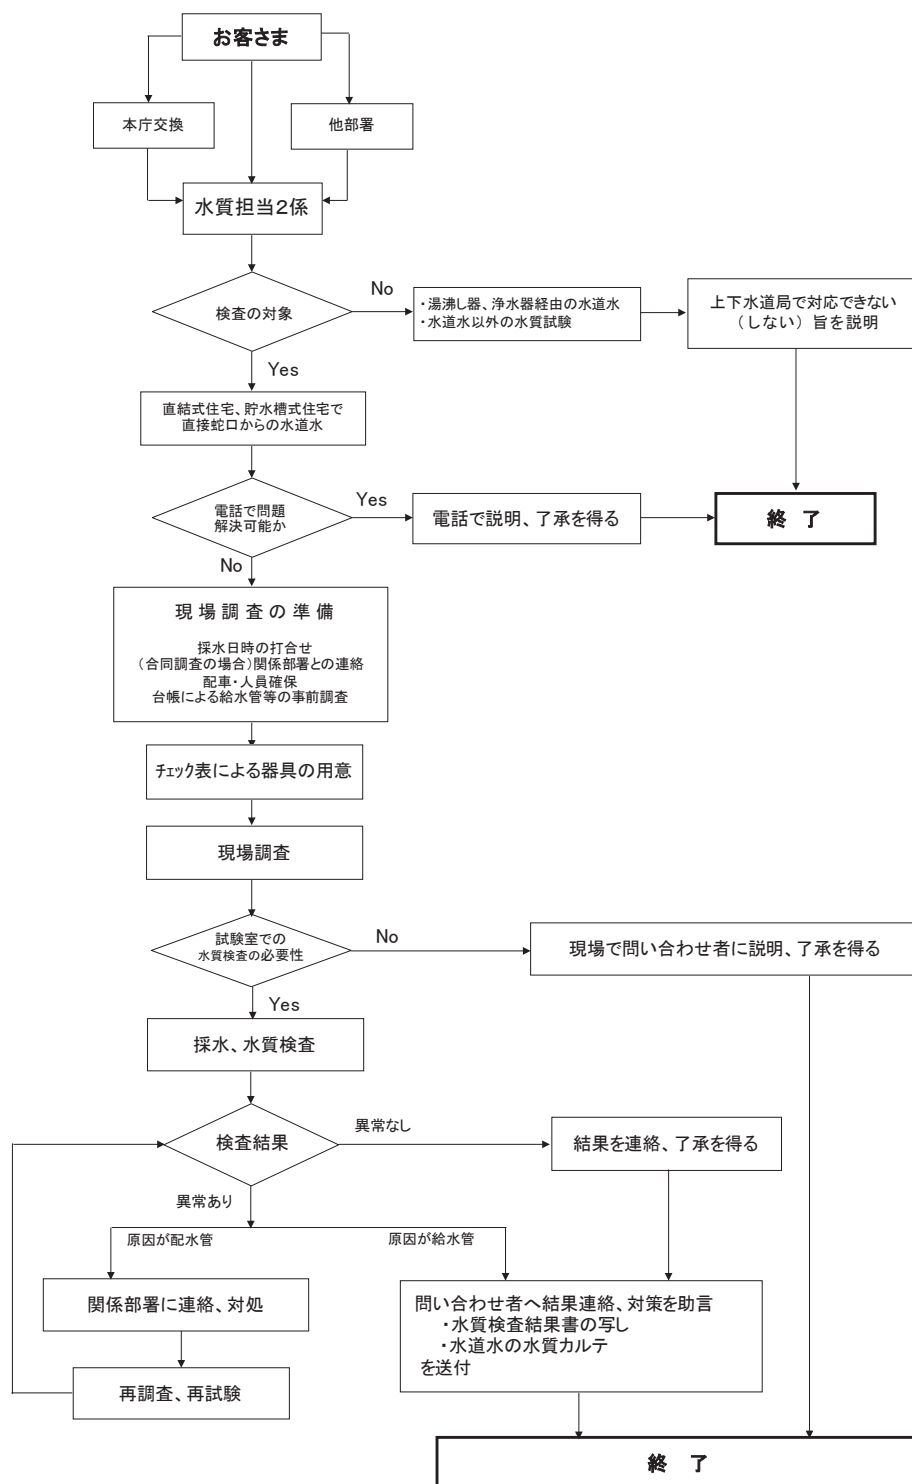 お客さま
本庁交換
他部署
水質担当2係
検査の対象
No
・湯沸し器、浄水器経由の水道水
・水道水以外の水質試験
上下水道局で対応できない
（しない）旨を説明
Yes
直結式住宅、貯水槽式住宅で
直接蛇口からの水道水
電話で問題
解決可能か
Yes
電話で説明、了承を得る
終 了
No
現 場 調 査 の 準 備
採水日時の打合せ
（合同調査の場合）関係部署との連絡
配車・人員確保
台帳による給水管等の事前調査
ﾁｪｯｸ表による器具の用意
現場調査
試験室での
水質検査の必要性
No
現場で問い合わせ者に説明、了承を得る
Yes
採水、水質検査
検査結果
異常なし
結果を連絡、了承を得る
異常あり
原因が配水管
原因が給水管
関係部署に連絡、対処
再調査、再試験
問い合わせ者へ結果連絡、対策を助言
・水質検査結果書の写し
・水道水の水質カルテ
を送付
終 了